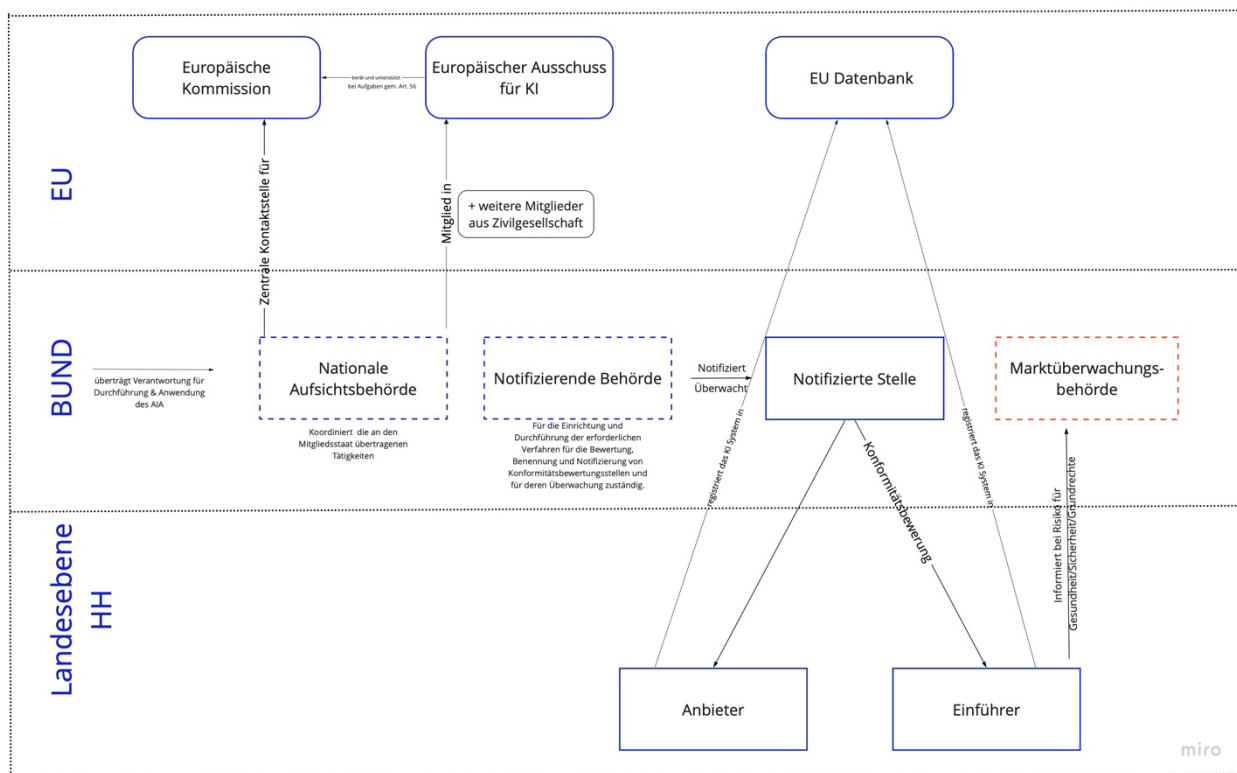 EU
Europäische
Kommission
berät und unterstützt
bei Aufgaben gem. Art. 56
Europäischer Ausschuss
für KI
EU Datenbank
Zentrale Kontaktstelle für
Mitglied in
+ weitere Mitglieder
aus Zivilgesellschaft
BUND
überträgt Verantwortung für
Durchführung & Anwendung
des AIA
Nationale
Aufsichtsbehörde
Koordiniert die an den
Mitgliedsstaat übertragenen
Tätigkeiten
Notifizierende Behörde
Für die Einrichtung und
Durchführung der erforderlichen
Verfahren für die Bewertung,
Benennung und Notifizierung von
Konformitätsbewertungsstellen und
für deren Überwachung zuständig.
Notifiziert
Überwacht
Notifizierte Stelle
Marktüberwachungs-
behörde
registriert das KI System in
registriert das KI System in
Konformitätsbewerung
Informiert bei Risiko für
Gesundheit/Sicherheit/Grundrechte
Landesebene
HH
Anbieter
Einführer
miro